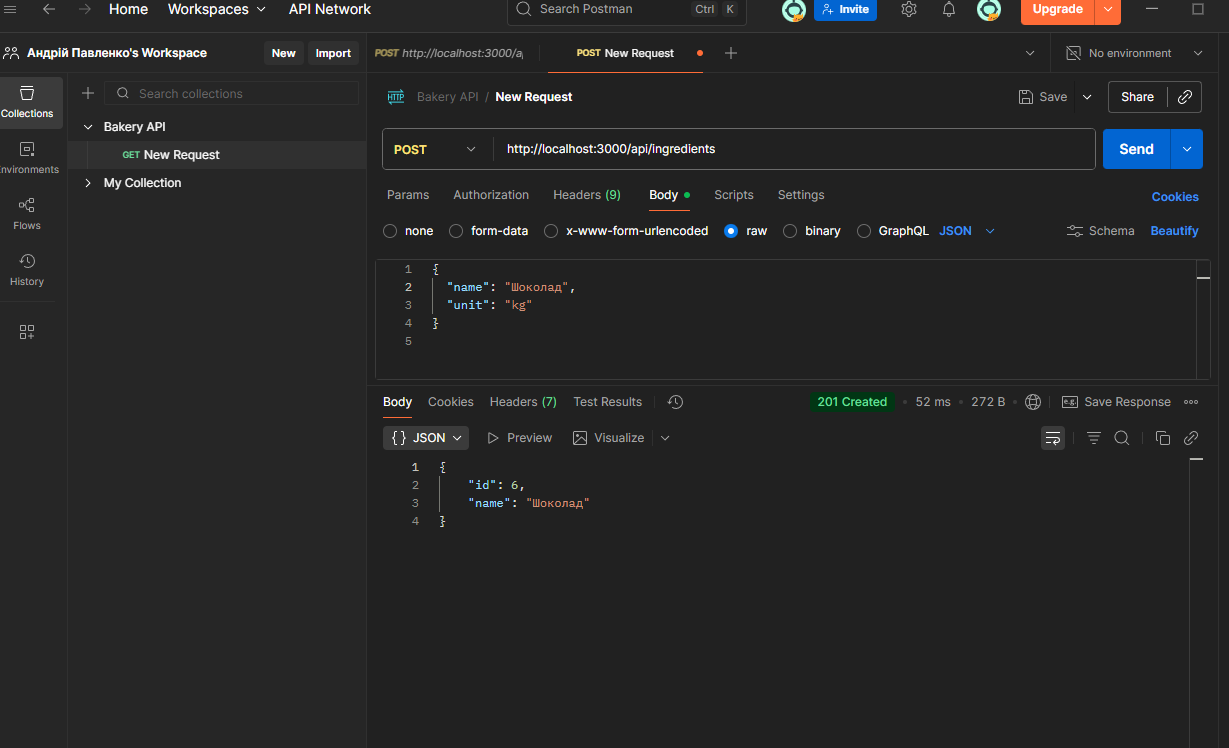 Home Workspaces API Network Search Postman Ctrl K Invite Upgrade
Андрій Павленко's Workspace New Import POST http://localhost:3000/a POST New Request No environment
Collections Search collections HTTP Bakery API / New Request Save Share
Bakery API
GET New Request POST http://localhost:3000/api/ingredients Send
nvironments
My Collection
Params Authorization Headers (9) Body Scripts Settings Cookies
Flows
none form-data x-www-form-urlencoded raw binary GraphQL JSON Schema Beautify
History
1 {
2 "name": "Шоколад",
3 "unit": "kg"
4 }
5
Body Cookies Headers (7) Test Results 201 Created • 52 ms • 272 B e.g. Save Response
{} JSON Preview Visualize
1 {
2 "id": 6,
3 "name": "Шоколад"
4 }